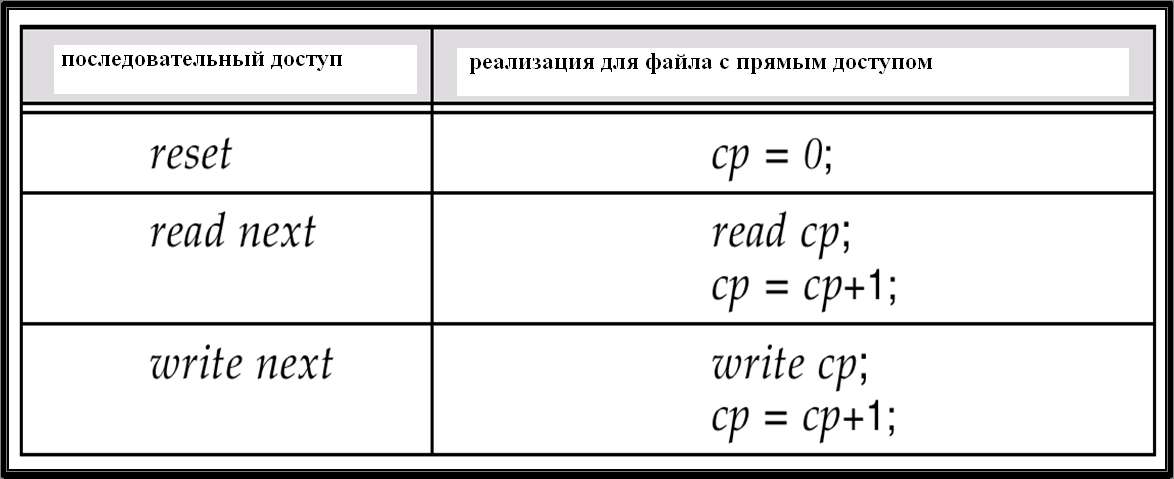 последовательный доступ
реализация для файла с прямым доступом
reset
cp = 0;
read next
read cp;
cp = cp+1;
write next
write cp;
cp = cp+1;